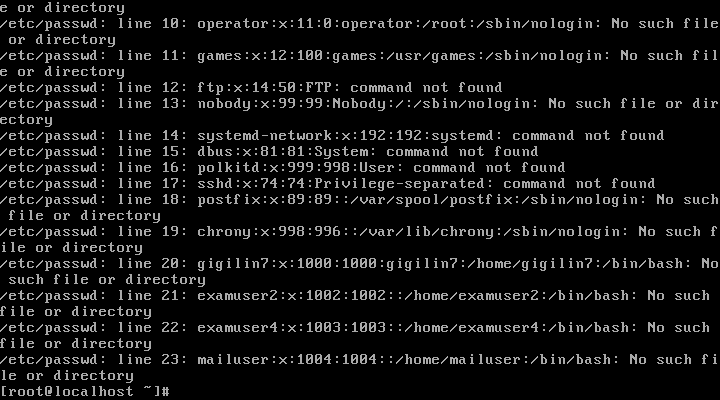 e or directory
/etc/passwd: line 10: operator:x:11:0:operator:/root:/sbin/nologin: No such file
 or directory
/etc/passwd: line 11: games:x:12:100:games:/usr/games:/sbin/nologin: No such fil
e or directory
/etc/passwd: line 12: ftp:x:14:50:FTP: command not found
/etc/passwd: line 13: nobody:x:99:99:Nobody:/:/sbin/nologin: No such file or dir
ectory
/etc/passwd: line 14: systemd-network:x:192:192:systemd: command not found
/etc/passwd: line 15: dbus:x:81:81:System: command not found
/etc/passwd: line 16: polkitd:x:999:998:User: command not found
/etc/passwd: line 17: sshd:x:74:74:Privilege-separated: command not found
/etc/passwd: line 18: postfix:x:89:89::/var/spool/postfix:/sbin/nologin: No such
 file or directory
/etc/passwd: line 19: chrony:x:998:996::/var/lib/chrony:/sbin/nologin: No such f
ile or directory
/etc/passwd: line 20: gigilin7:x:1000:1000:gigilin7:/home/gigilin7:/bin/bash: No
 such file or directory
/etc/passwd: line 21: examuser2:x:1002:1002::/home/examuser2:/bin/bash: No such
file or directory
/etc/passwd: line 22: examuser4:x:1003:1003::/home/examuser4:/bin/bash: No such
file or directory
/etc/passwd: line 23: mailuser:x:1004:1004::/home/mailuser:/bin/bash: No such fi
le or directory
[root@localhost ~]#